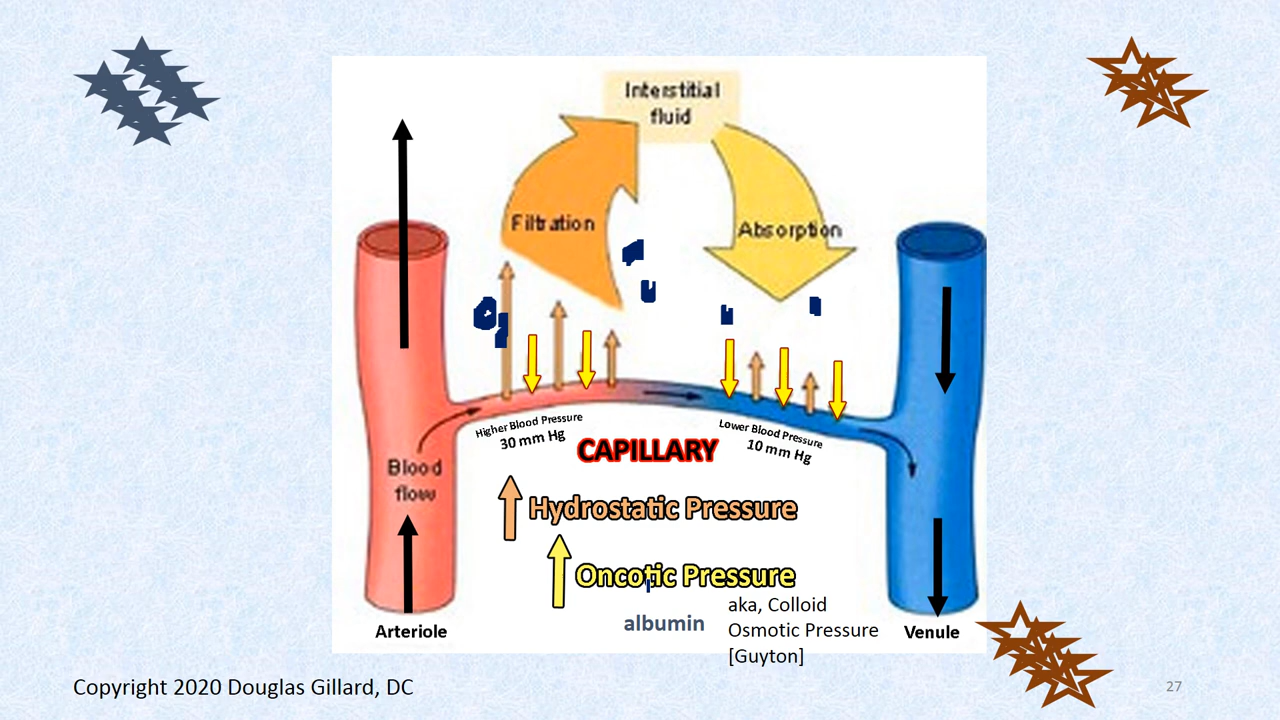 Interstitial
fluid
Filtration
Absorption
Higher Blood Pressure
30 mm Hg
Lower Blood Pressure
10 mm Hg
CAPILLARY
Blood
flow
Hydrostatic Pressure
Oncotic Pressure
albumin
aka, Colloid
Osmotic Pressure
[Guyton]
Arteriole
Venule
Copyright 2020 Douglas Gillard, DC
27